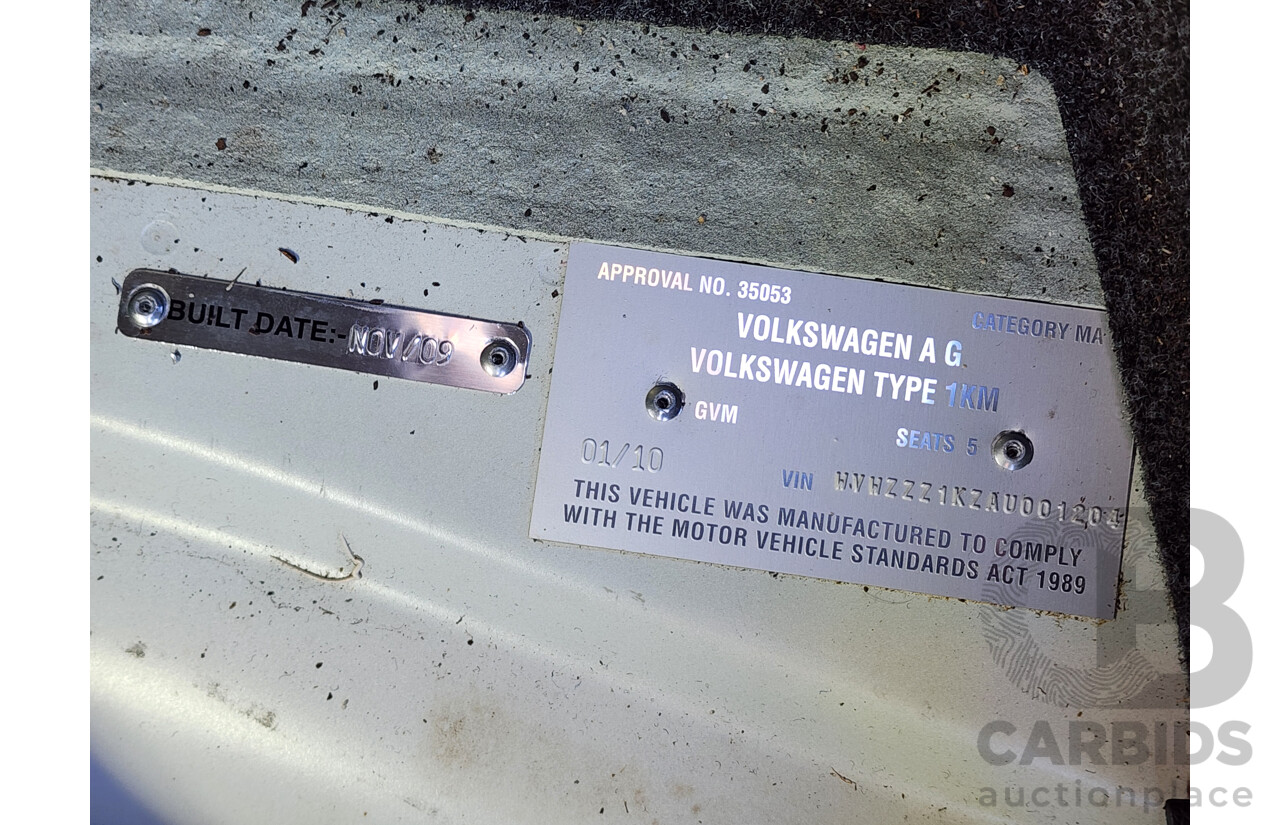 BUILT DATE:- NOV/09
APPROVAL NO. 35053
CATEGORY MA
VOLKSWAGEN A G
VOLKSWAGEN TYPE 1KM
GVM
SEATS 5
01/10
VIN WVWZZZ1KZAU001204
THIS VEHICLE WAS MANUFACTURED TO COMPLY
WITH THE MOTOR VEHICLE STANDARDS ACT 1989
CB
CARBIDS
auctionplace